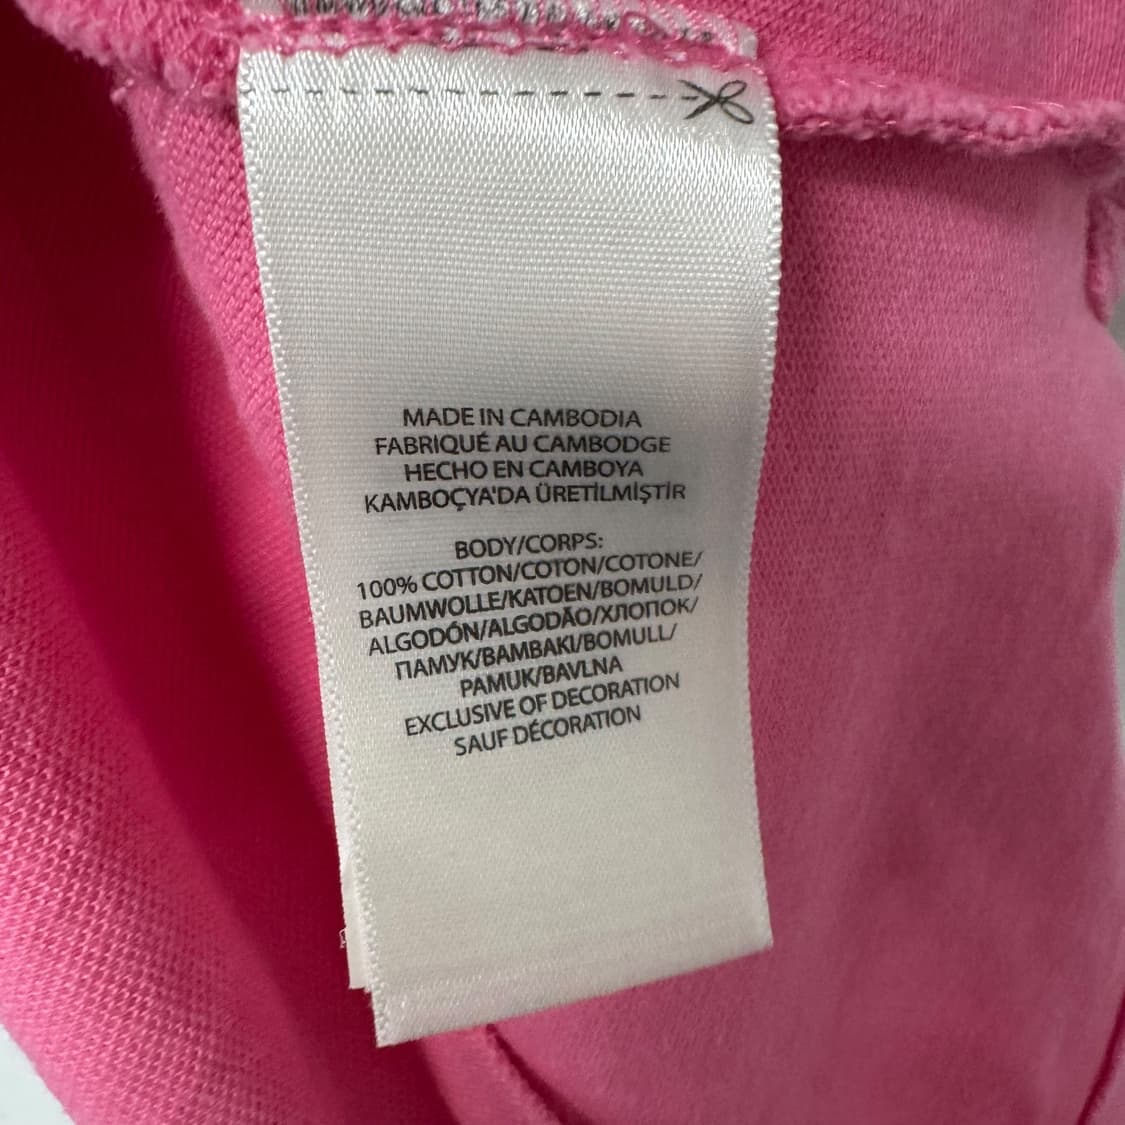 MADE IN CAMBODIA
FABRIQUÉ AU CAMBODGE
HECHO EN CAMBOYA
KAMBOÇYA'DA ÜRETİLMİŞTİR
BODY/CORPS:
100% COTTON/COTON/COTONE/
BAUMWOLLE/KATOEN/BOMULD/
ALGODÓN/ALGODÃO/ХЛОПОК/
ПАМУК/BAMBAKI/BOMULL/
PAMUK/BAVLNA
EXCLUSIVE OF DECORATION
SAUF DÉCORATION